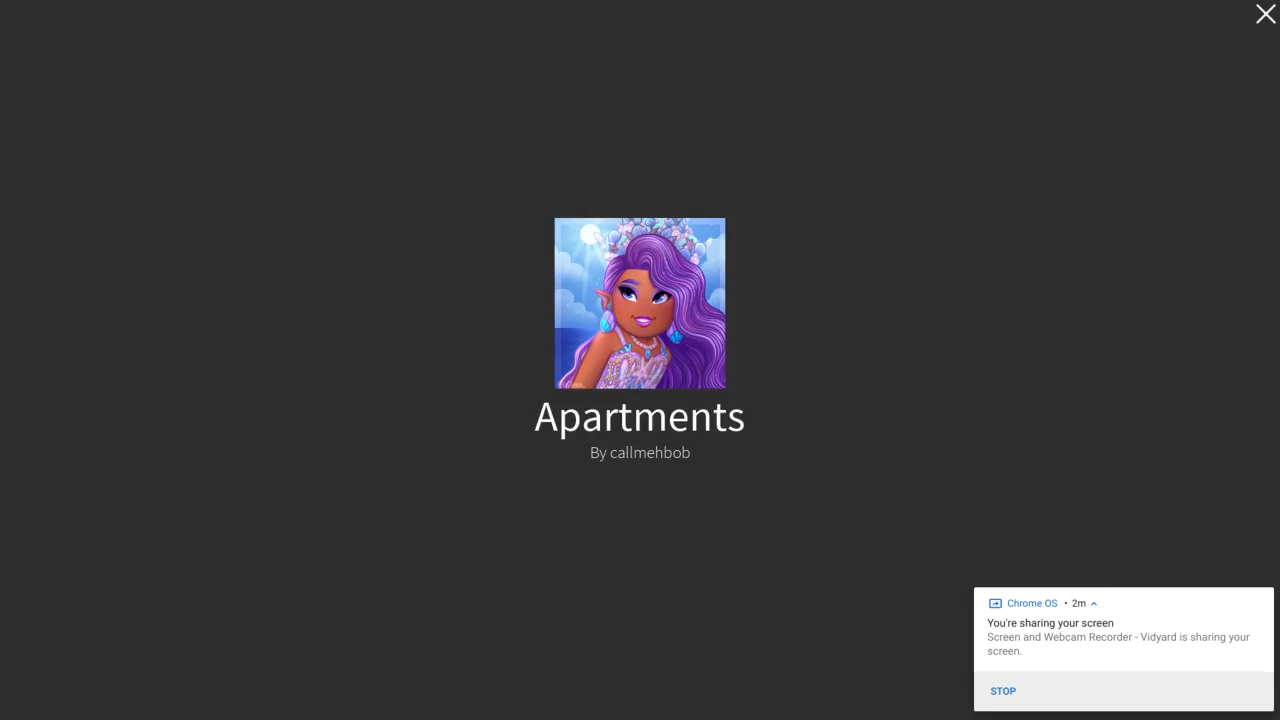 Apartments
By callmehbob
Chrome OS • 2m
You're sharing your screen
Screen and Webcam Recorder - Vidyard is sharing your
screen.
STOP